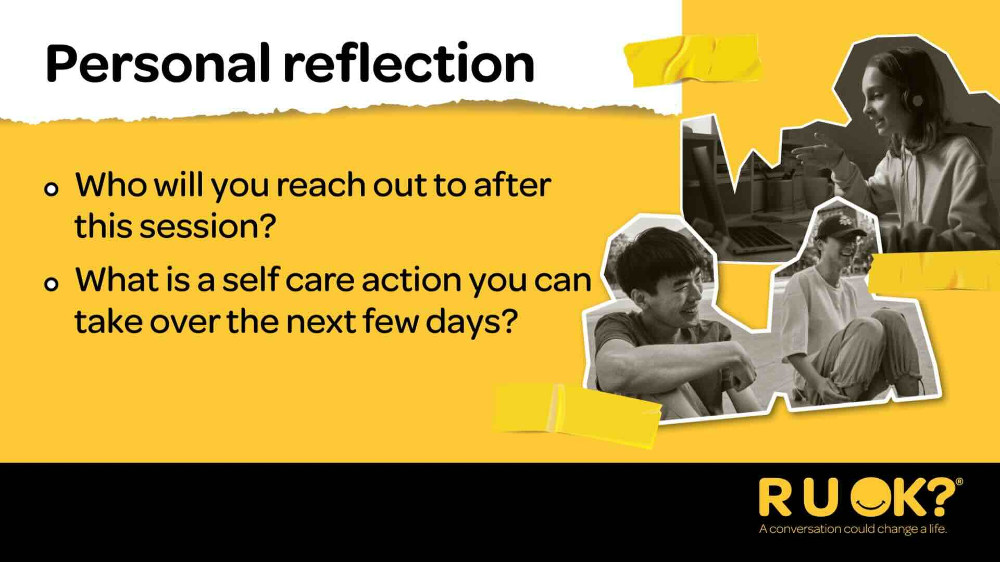 Personal reflection
Who will you reach out to after
this session?
What is a self care action you can
take over the next few days?
R U OK?®
A conversation could change a life.